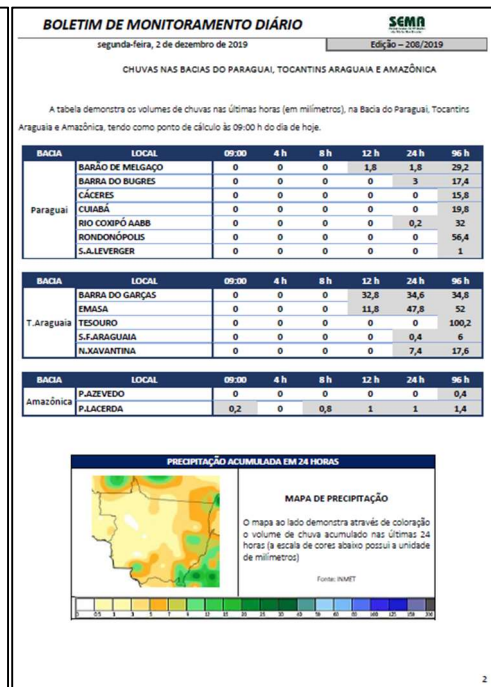 BOLETIM DE MONITORAMENTO DIÁRIO
SEMA
segunda-feira, 2 de dezembro de 2019
Edição – 208/2019
CHUVAS NAS BACIAS DO PARAGUAI, TOCANTINS ARAGUAIA E AMAZÔNICA
A tabela demonstra os volumes de chuvas nas últimas horas (em milímetros), na Bacia do Paraguai, Tocantins
Araguaia e Amazônica, tendo como ponto de cálculo às 09:00 h do dia de hoje.
BACIA LOCAL 09:00 4 h 8 h 12 h 24 h 96 h
BARÃO DE MELGAÇO 0 0 0 1,8 1,8 29,2
BARRA DO BUGRES 0 0 0 0 3 17,4
CÁCERES 0 0 0 0 0 15,8
Paraguai CUIABÁ 0 0 0 0 0 19,8
RIO COXIPÓ AABB 0 0 0 0 0,2 32
RONDONÓPOLIS 0 0 0 0 0 56,4
S.A.LEVERGER 0 0 0 0 0 1
BACIA LOCAL 09:00 4 h 8 h 12 h 24 h 96 h
BARRA DO GARÇAS 0 0 0 32,8 34,6 34,8
EMASA 0 0 0 11,8 47,8 52
T.Araguaia TESOURO 0 0 0 0 0 100,2
S.F.ARAGUAIA 0 0 0 0 0,4 6
N.XAVANTINA 0 0 0 0 7,4 17,6
BACIA LOCAL 09:00 4 h 8 h 12 h 24 h 96 h
Amazônica P.AZEVEDO 0 0 0 0 0 0,4
P.LACERDA 0,2 0 0,8 1 1 1,4
PRECIPITAÇÃO ACUMULADA EM 24 HORAS
MAPA DE PRECIPITAÇÃO
O mapa ao lado demonstra através de coloração
o volume de chuva acumulado nas últimas 24
horas (a escala de cores abaixo possui a unidade
de milímetros)
Fonte: INMET
2